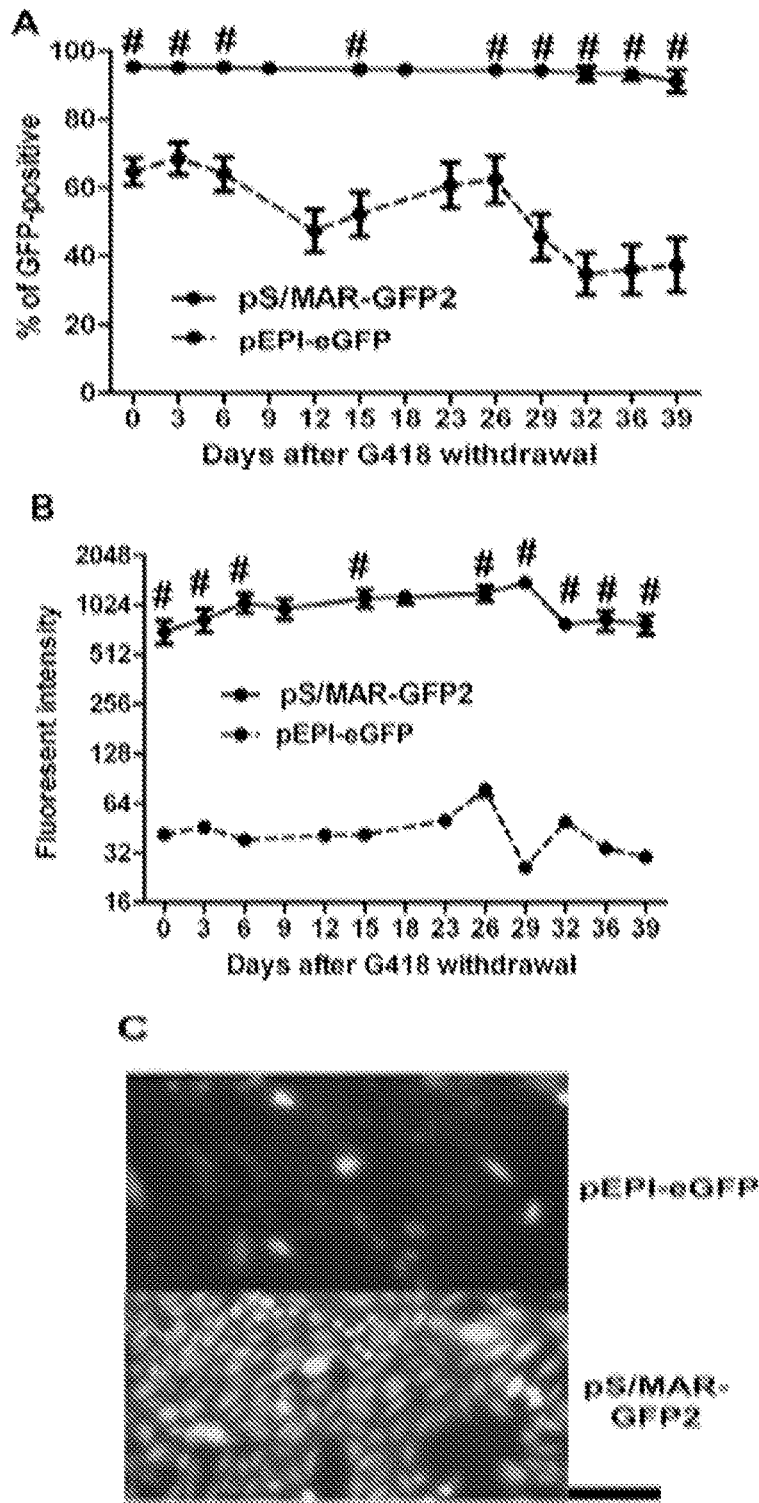 A
# # # # # # # # #
100
80
60
40
20
0
% of GFP-positive
pS/MAR-GFP2
pEPI-eGFP
0 3 6 9 12 15 18 23 26 29 32 36 39
Days after G418 withdrawal
B
# # # # # # # # #
2048
1024
512
256
128
64
32
16
Fluoresent intensity
pS/MAR-GFP2
pEPI-eGFP
0 3 6 9 12 15 18 23 26 29 32 36 39
Days after G418 withdrawal
C
pEPI-eGFP
pS/MAR-
GFP2